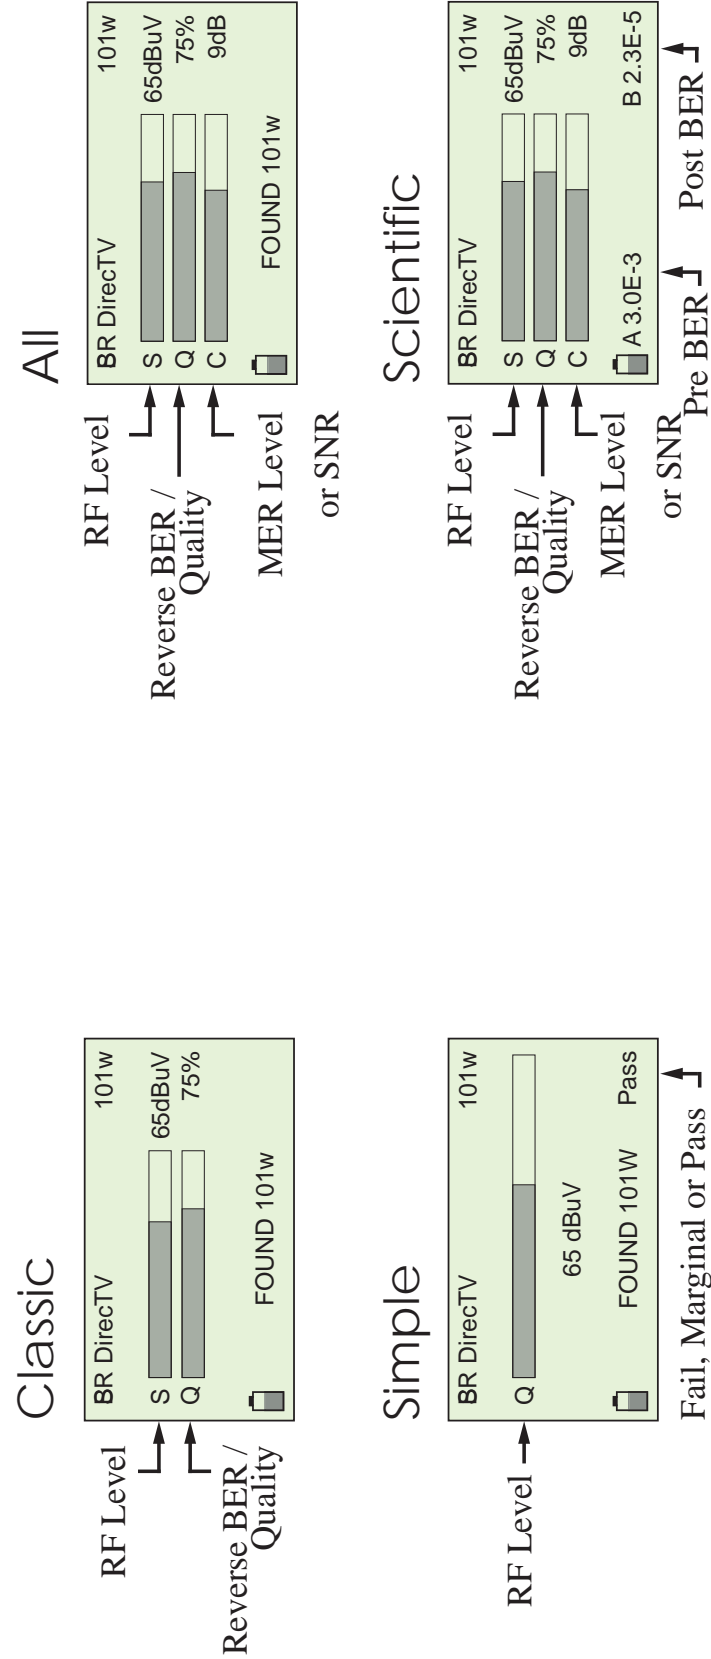 Classic
BR DirecTV 101w
RF Level
S 65dBuV
Q 75%
Reverse BER /
Quality
FOUND 101w
All
BR DirecTV 101w
RF Level
S 65dBuV
Reverse BER /
Quality
Q 75%
C 9dB
MER Level
or SNR
FOUND 101w
Simple
BR DirecTV 101w
RF Level
Q
65 dBuV
FOUND 101W Pass
Fail, Marginal or Pass
Scientific
BR DirecTV 101w
RF Level
S 65dBuV
Reverse BER /
Quality
Q 75%
C 9dB
MER Level
or SNR
A 3.0E-3 B 2.3E-5
Pre BER Post BER